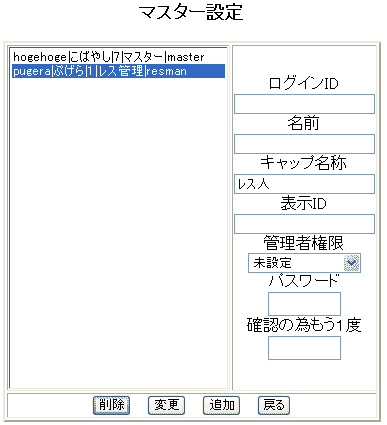 マスター設定
hogehoge|こばやし|7|マスター|master
pugera|ぷげら|1|レス管理|resman
ログインID
名前
キャップ名称
レス人
表示ID
管理者権限
未設定
パスワード
確認の為もう1度
削除 変更 追加 戻る